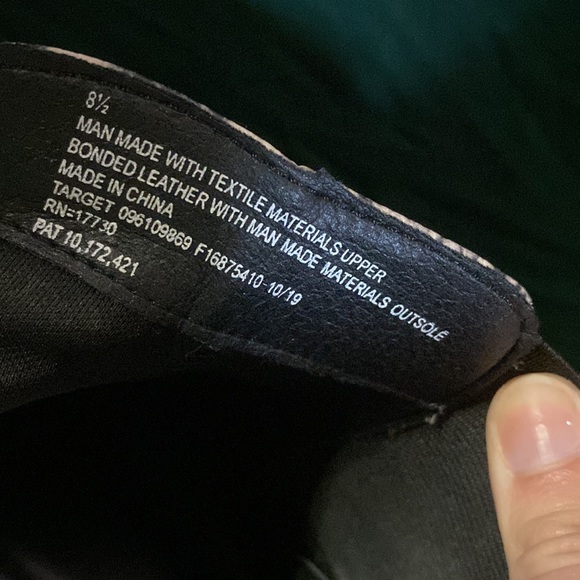 8½
MAN MADE WITH TEXTILE MATERIALS UPPER
BONDED LEATHER WITH MAN MADE MATERIALS OUTSOLE
MADE IN CHINA
TARGET 096109869 F16875410-10/19
RN=17730
PAT 10,172,421